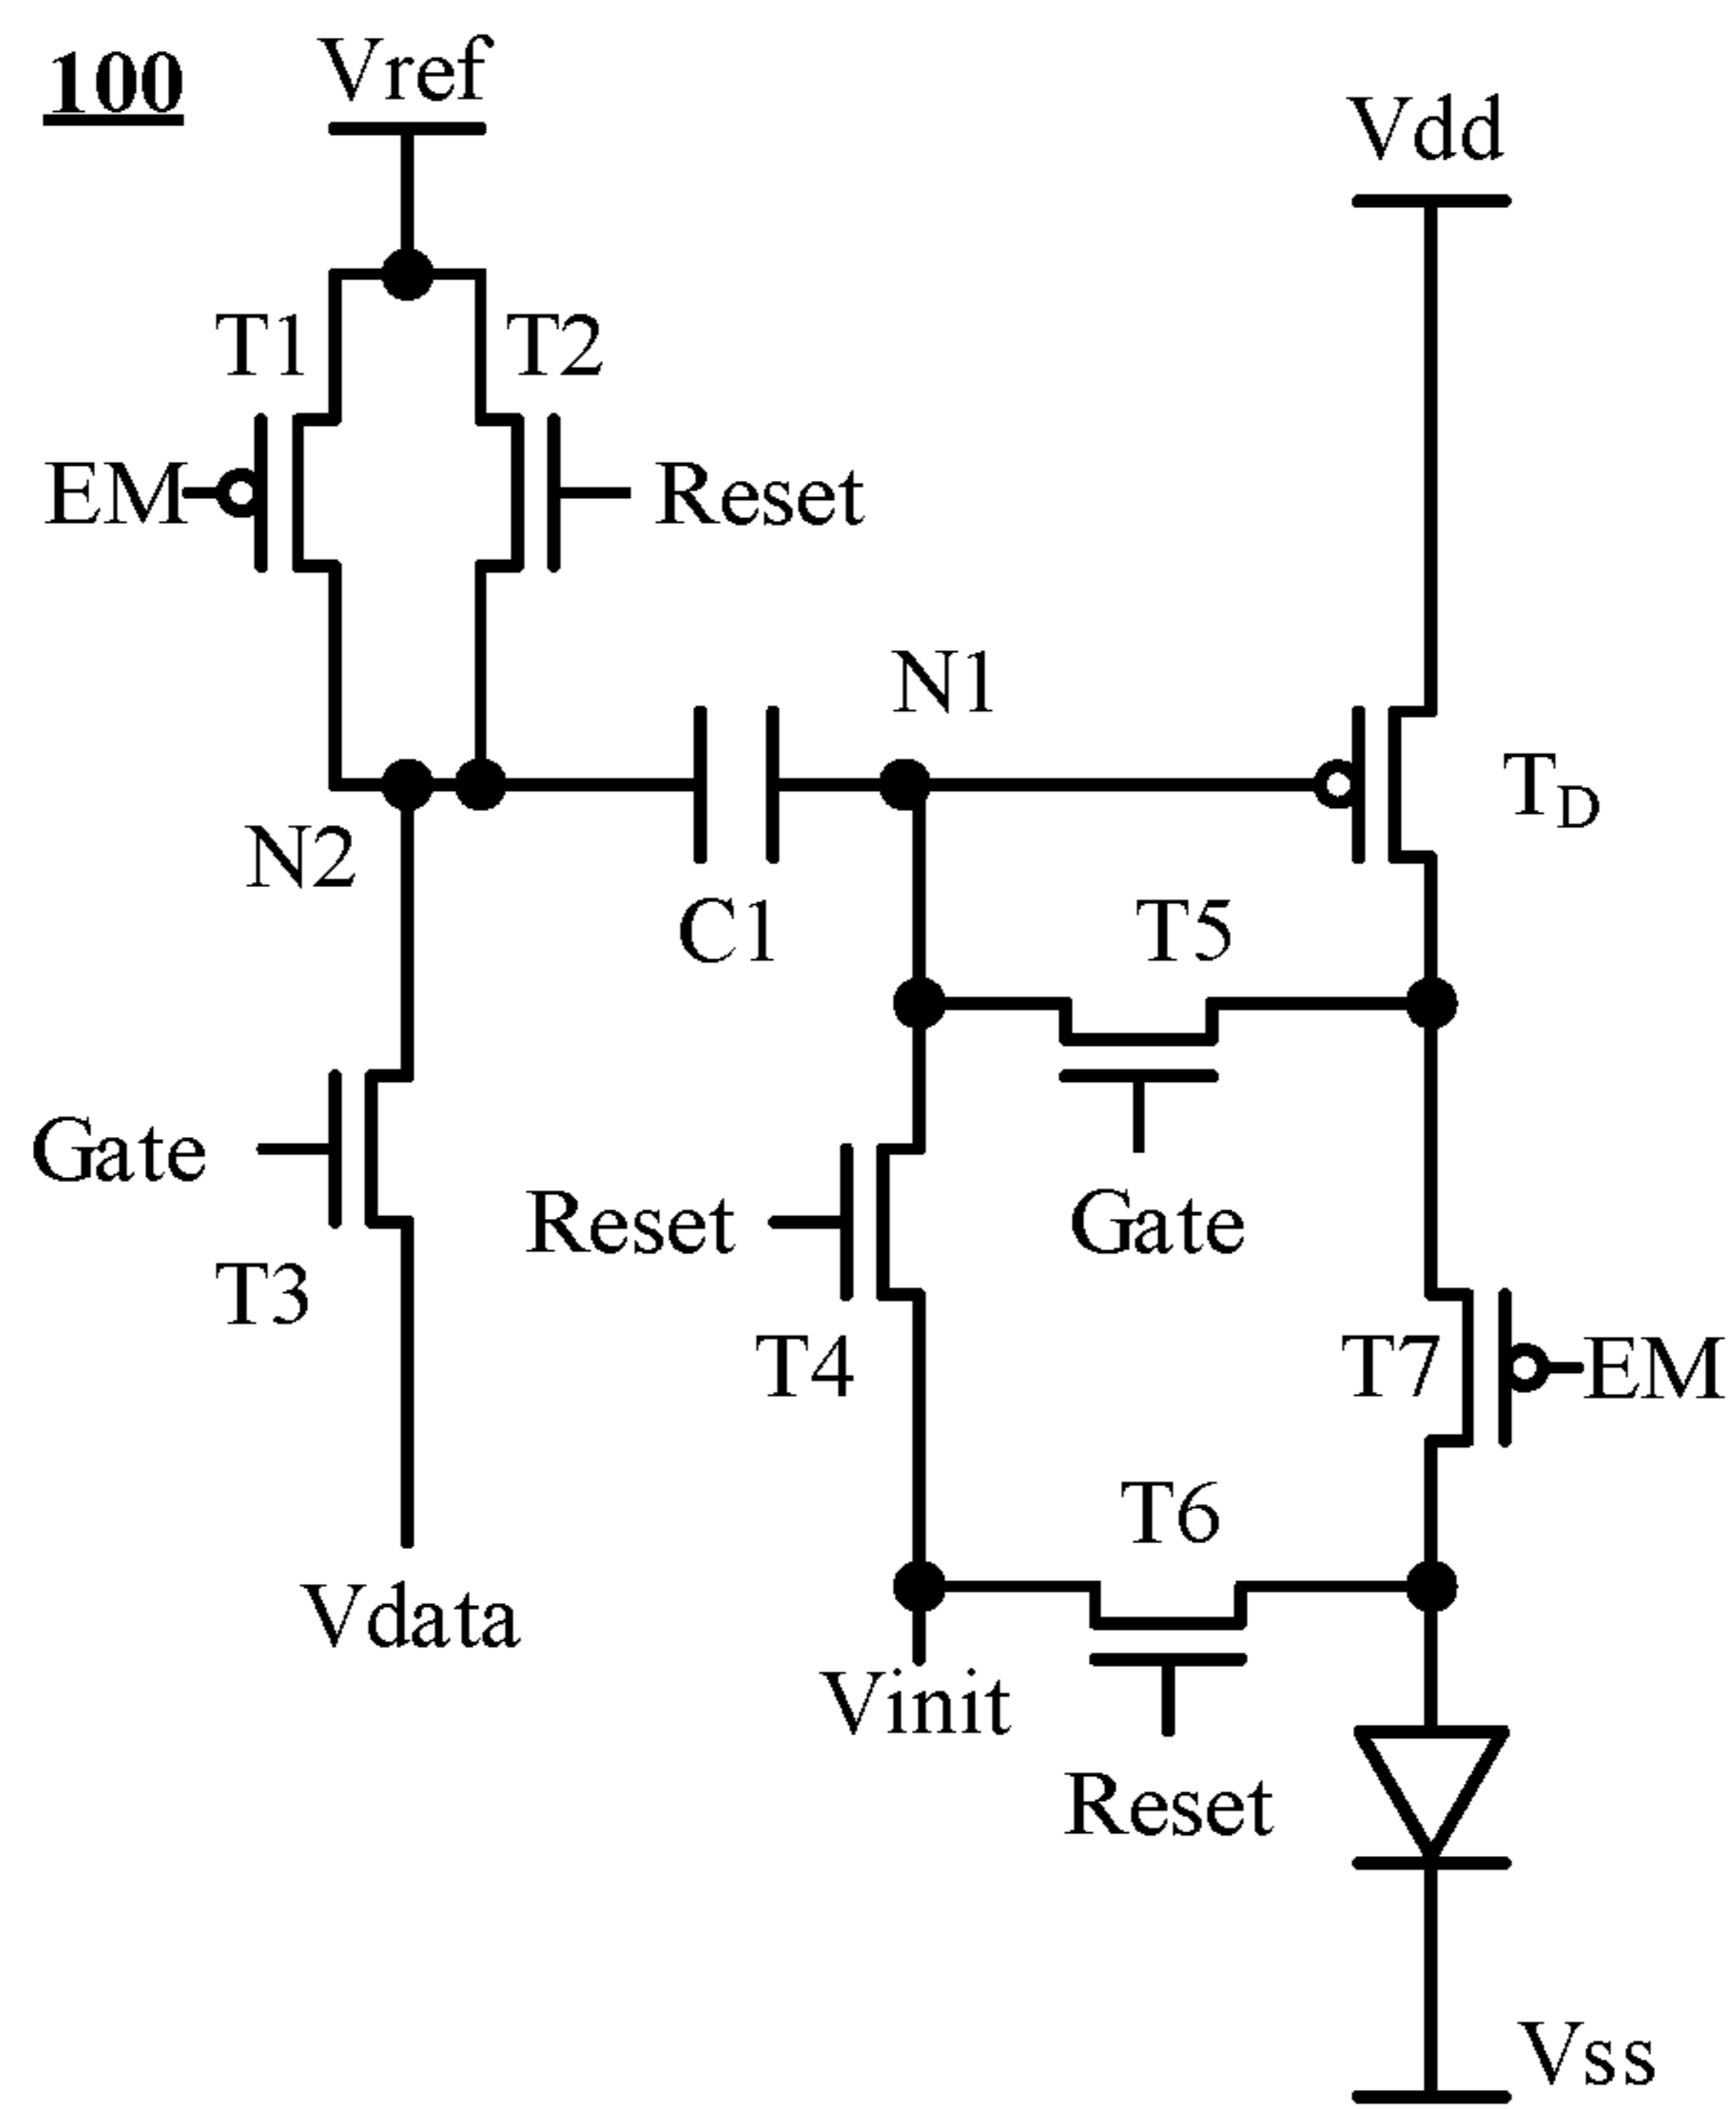 100
Vref
Vdd
T1
T2
EM
Reset
N1
T_D
N2
C1
T5
Gate
Reset
Gate
T3
T4
T7
EM
T6
Vdata
Vinit
Reset
Vss